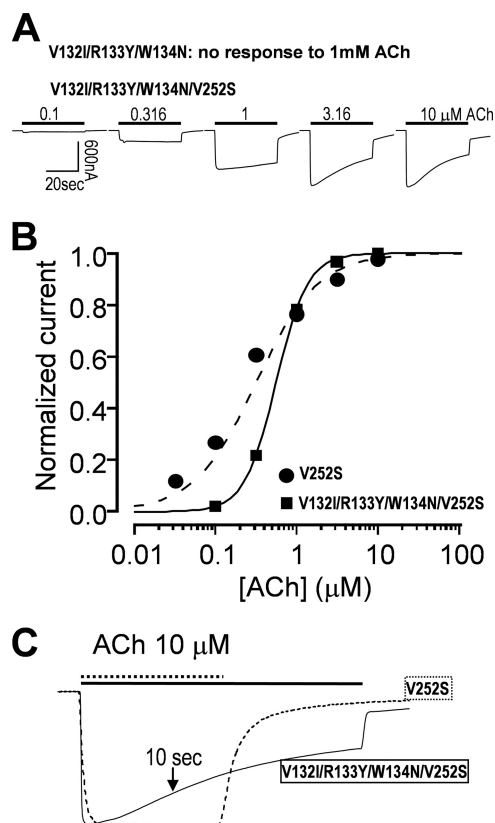 A
V132I/R133Y/W134N: no response to 1mM ACh
V132I/R133Y/W134N/V252S
0.1 0.316 1 3.16 10 μM ACh
600nA
20sec
B
Normalized current
1.0
0.8
0.6
0.4
0.2
0.0
V252S
V132I/R133Y/W134N/V252S
0.01 0.1 1 10 100
[ACh] (μM)
C
ACh 10 μM
V252S
10 sec
V132I/R133Y/W134N/V252S